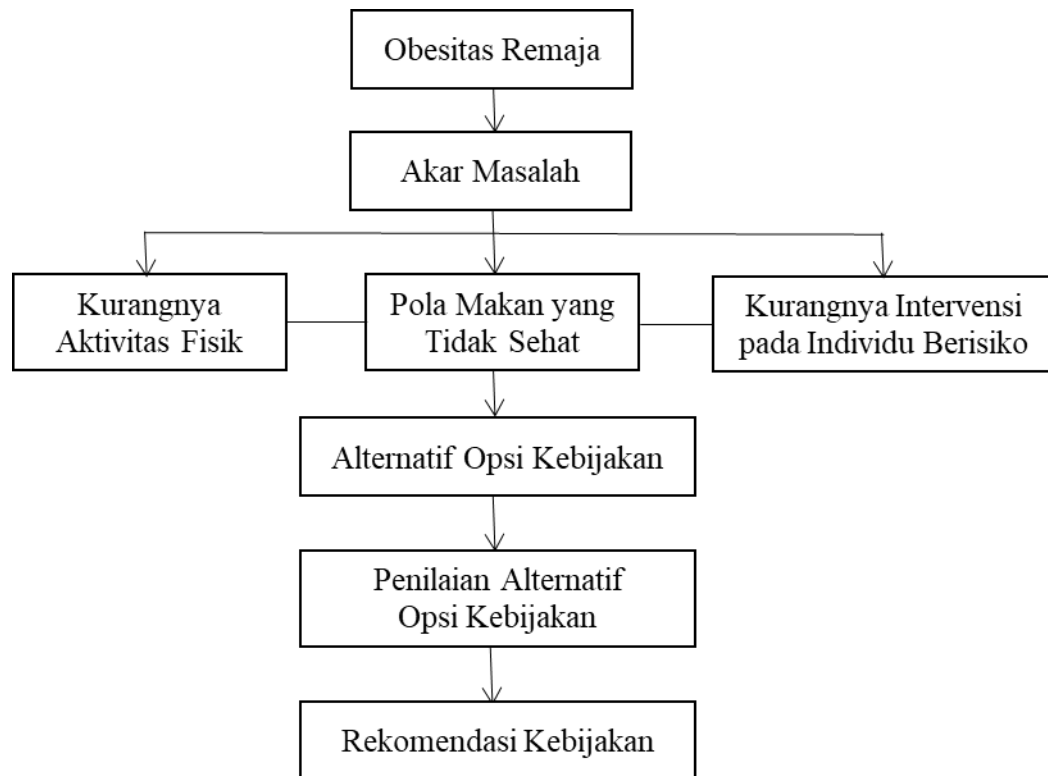 Obesitas Remaja
Akar Masalah
Kurangnya
Aktivitas Fisik
Pola Makan yang
Tidak Sehat
Kurangnya Intervensi
pada Individu Berisiko
Alternatif Opsi Kebijakan
Penilaian Alternatif
Opsi Kebijakan
Rekomendasi Kebijakan